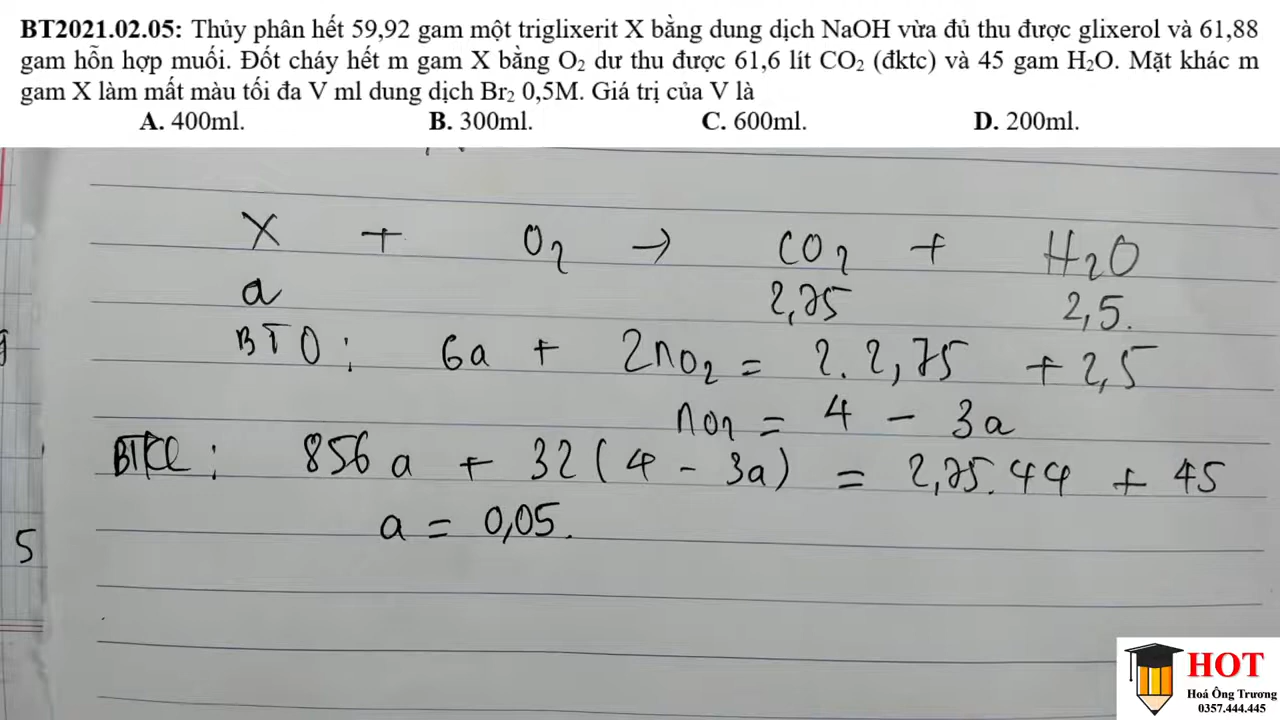 BT2021.02.05: Thủy phân hết 59,92 gam một triglixerit X bằng dung dịch NaOH vừa đủ thu được glixerol và 61,88
gam hỗn hợp muối. Đốt cháy hết m gam X bằng O₂ dư thu được 61,6 lít CO₂ (đktc) và 45 gam H₂O. Mặt khác m
gam X làm mất màu tối đa V ml dung dịch Br₂ 0,5M. Giá trị của V là
A. 400ml. B. 300ml. C. 600ml. D. 200ml.
X + O₂ → CO₂ + H₂O
a 2,75 2,5.
BTO: 6a + 2nO₂ = 2.2,75 + 2,5
nO₂ = 4 - 3a
BTKL: 856a + 32(4 - 3a) = 2,75.44 + 45
a = 0,05.
5
HOT
Hoá Ông Trương
0357.444.445